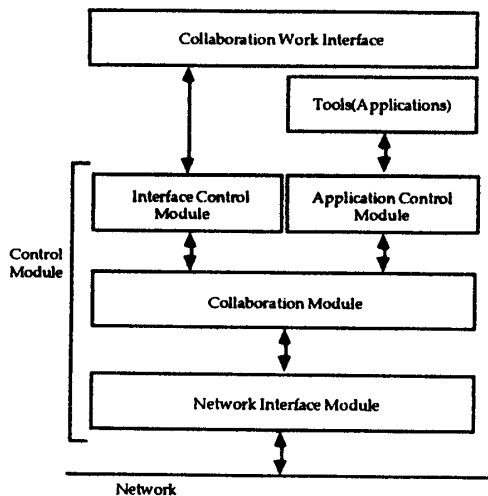 Collaboration Work Interface
Tools(Applications)
Interface Control
Module
Application Control
Module
Control
Module
Collaboration Module
Network Interface Module
Network